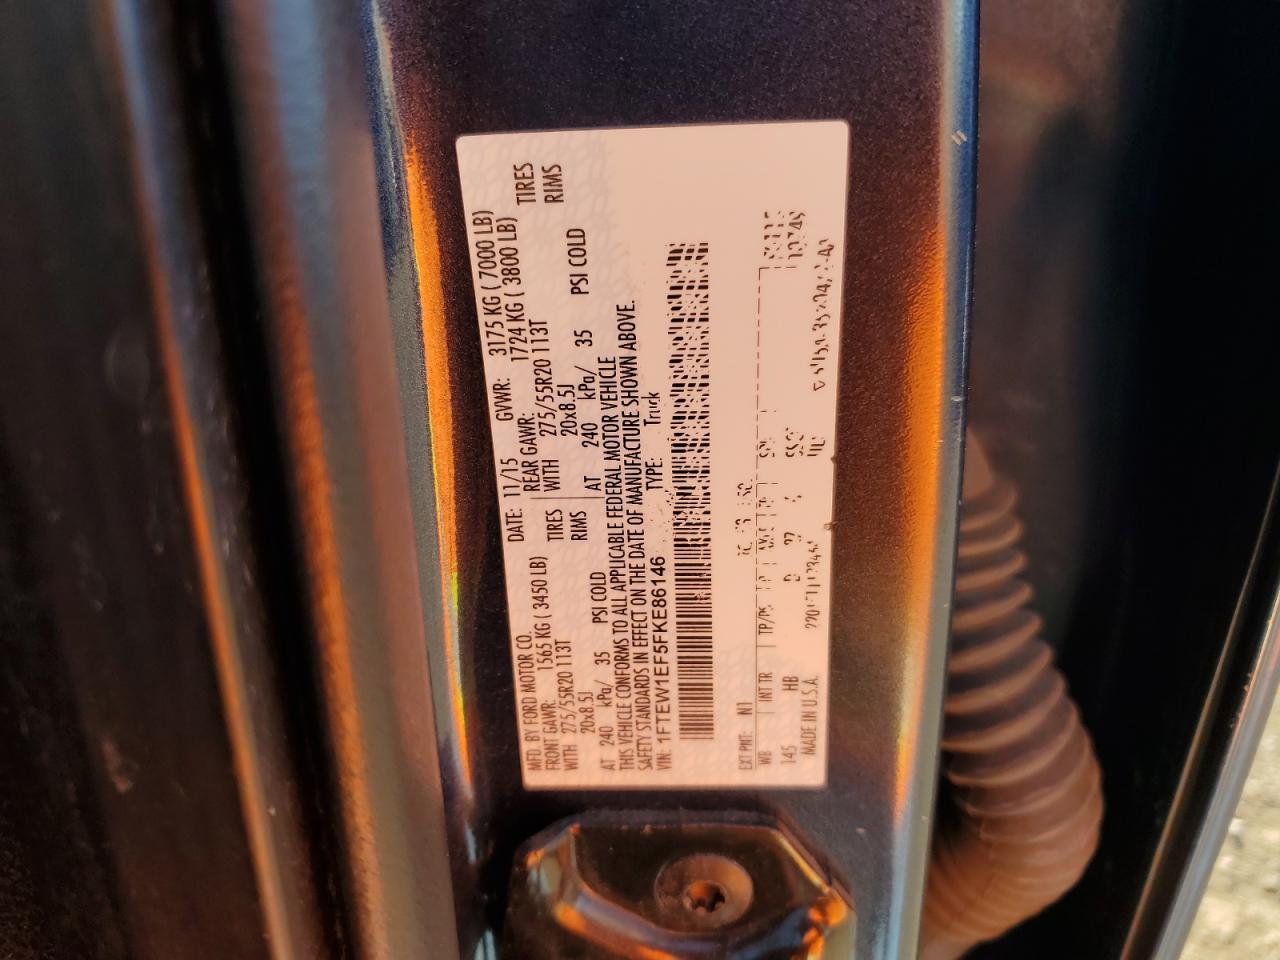 MFD. BY FORD MOTOR CO.
DATE: 11/15 GVWR: 3175 KG ( 7000 LB)
FRONT GAWR: 1565 KG ( 3450 LB)
REAR GAWR: 1724 KG ( 3800 LB)
WITH 275/55R20 113T TIRES
WITH 275/55R20 113T TIRES
20x8.5J RIMS
20x8.5J RIMS
AT 240 kPa/ 35 PSI COLD
AT 240 kPa/ 35 PSI COLD
THIS VEHICLE CONFORMS TO ALL APPLICABLE FEDERAL MOTOR VEHICLE
SAFETY STANDARDS IN EFFECT ON THE DATE OF MANUFACTURE SHOWN ABOVE.
VIN: 1FTEW1EF5FKE86146
TYPE: Truck
EXT PNT: N1
WB INT TR TP/PS
145 HB
MADE IN U.S.A.